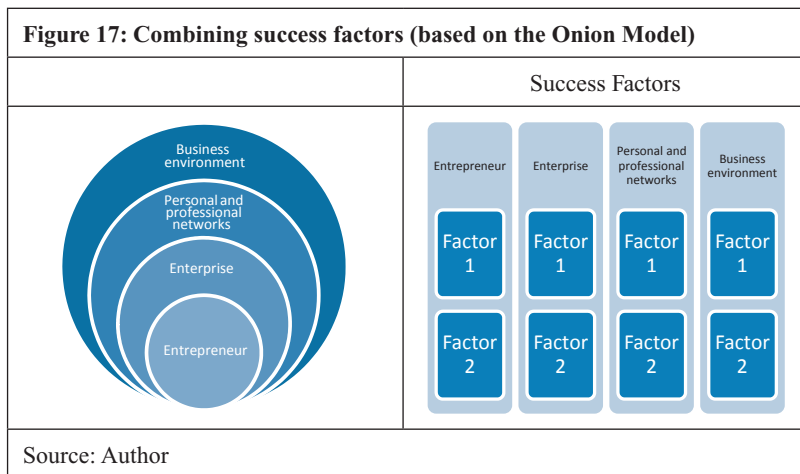 Figure 17: Combining success factors (based on the Onion Model)
Success Factors
Business
environment
Personal and
professional
networks
Enterprise
Entrepreneur
Entrepreneur
Enterprise
Personal and
professional
networks
Business
environment
Factor
1
Factor
1
Factor
1
Factor
1
Factor
2
Factor
2
Factor
2
Factor
2
Source: Author